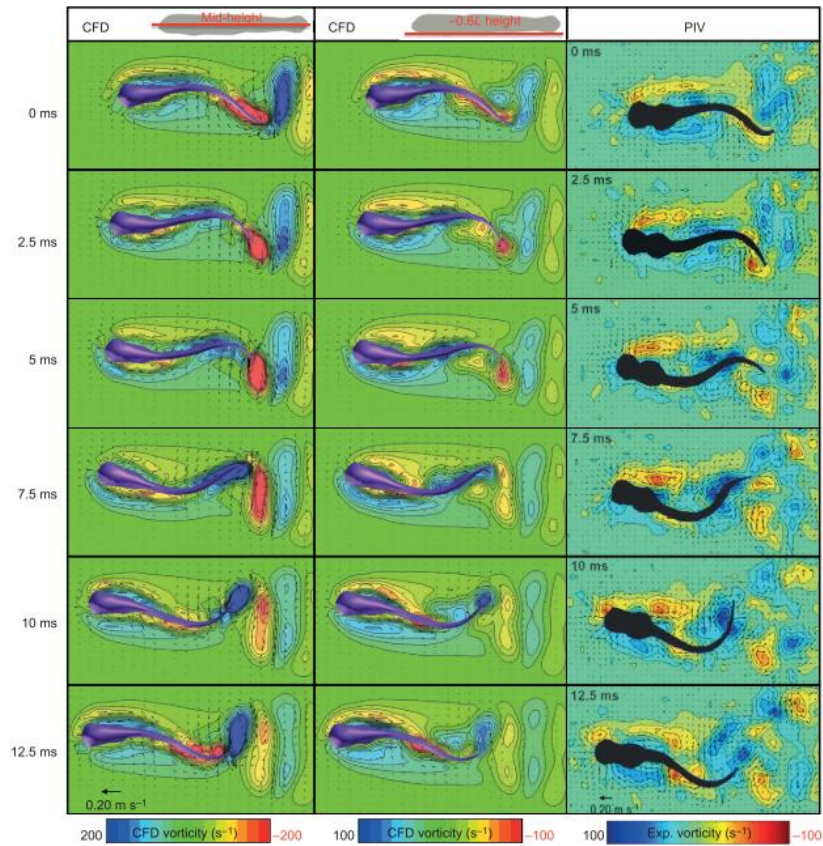 CFD Mid-height CFD –0.6L height PIV
0 ms 0 ms
2.5 ms 2.5 ms
5 ms 5 ms
7.5 ms 7.5 ms
10 ms 10 ms
12.5 ms 12.5 ms
0.20 m s⁻¹ 0.20 m s⁻¹
200 CFD vorticity (s⁻¹) –200 100 CFD vorticity (s⁻¹) –100 100 Exp. vorticity (s⁻¹) –100